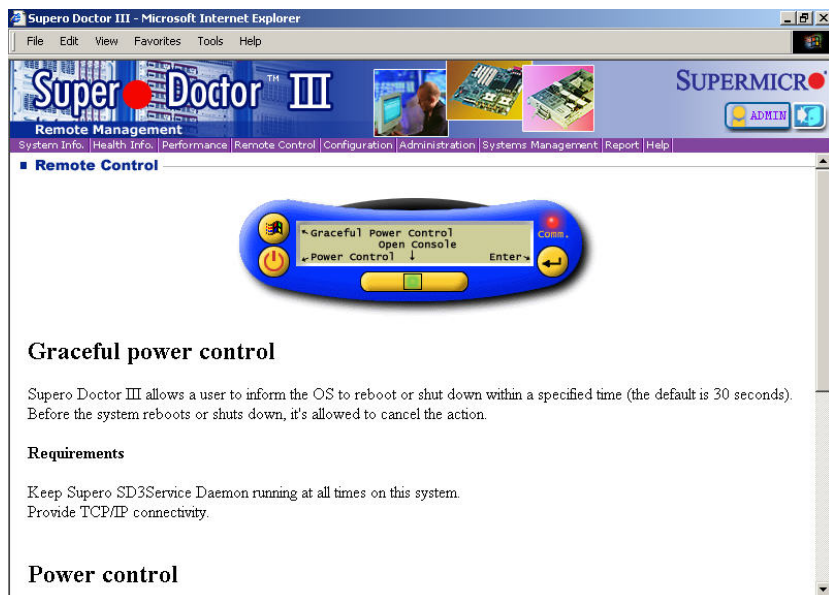 Supero Doctor III - Microsoft Internet Explorer
File Edit View Favorites Tools Help
Super Doctor™ III
SUPERMICR
Remote Management
ADMIN
System Info. Health Info. Performance Remote Control Configuration Administration Systems Management Report Help
Remote Control
Graceful Power Control
Open Console
Power Control
Enter
Comm.
Graceful power control
Supero Doctor III allows a user to inform the OS to reboot or shut down within a specified time (the default is 30 seconds).
Before the system reboots or shuts down, it's allowed to cancel the action.
Requirements
Keep Supero SD3Service Daemon running at all times on this system.
Provide TCP/IP connectivity.
Power control